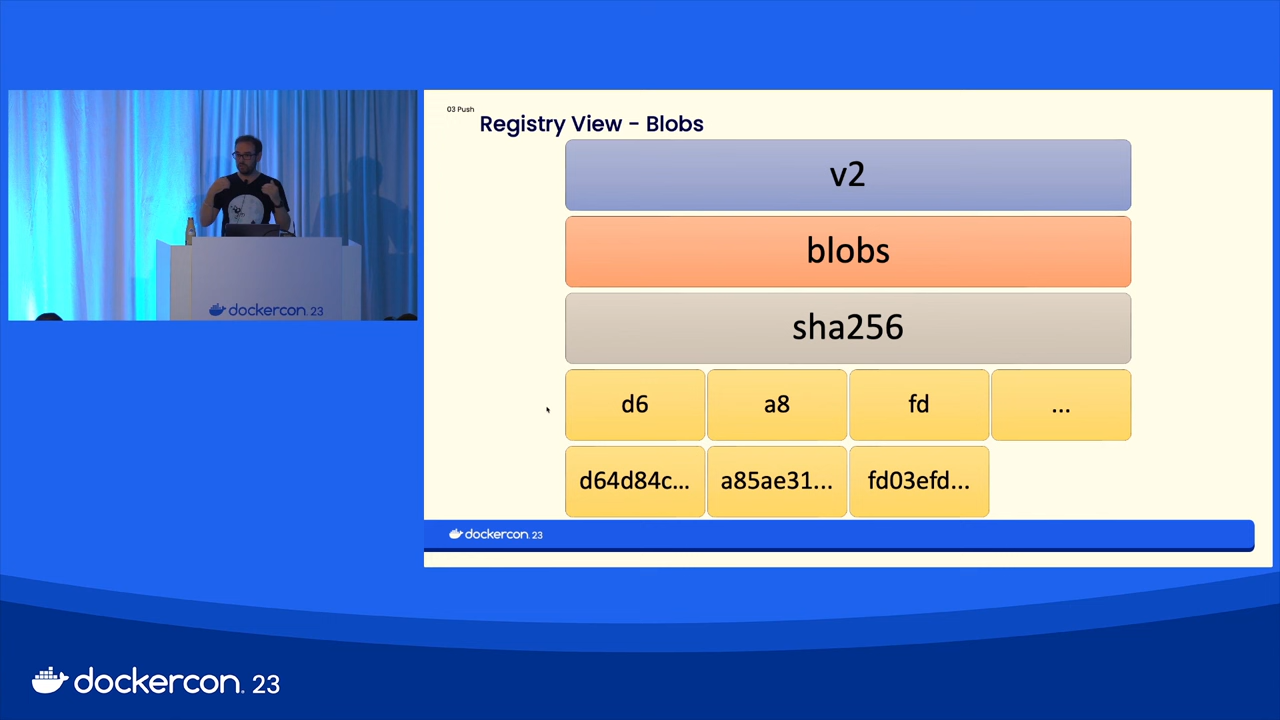 03 Push
Registry View - Blobs
v2
blobs
sha256
d6 a8 fd ...
d64d84c... a85ae31... fd03efd...
dockercon. 23
dockercon. 23
dockercon. 23